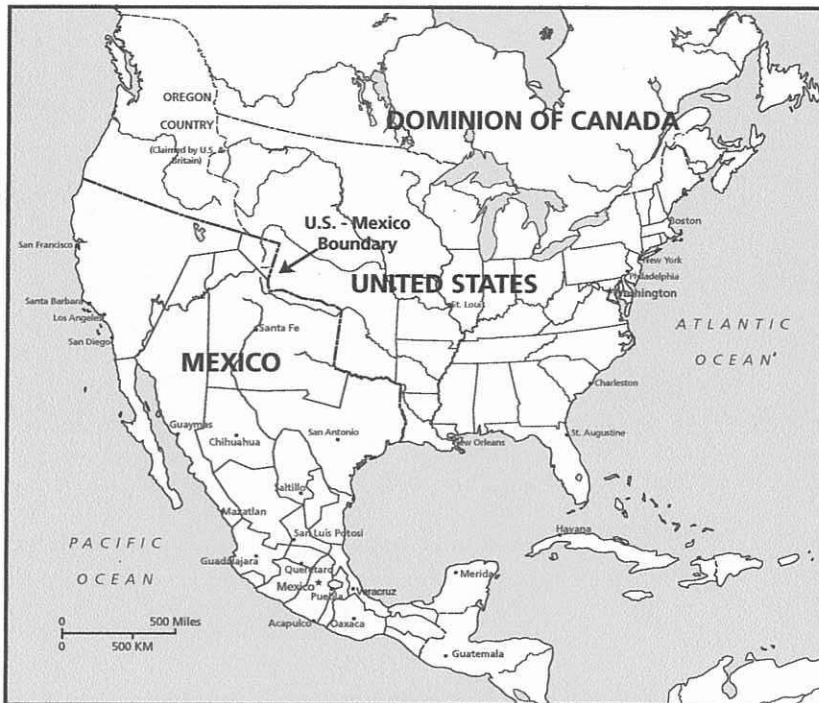 DOMINION OF CANADA
OREGON
COUNTRY
(Claimed by U.S. &
Britain)
U.S. - Mexico
Boundary
UNITED STATES
MEXICO
San Francisco
Santa Barbara
Los Angeles
San Diego
Santa Fe
St. Louis
Boston
New York
Philadelphia
Washington
ATLANTIC
OCEAN
Charleston
St. Augustine
New Orleans
San Antonio
Guaymas
Chihuahua
Saltillo
Mazatlan
San Luis Potosi
Guadalajara
Queretaro
Mexico
Puebla
Veracruz
Acapulco
Oaxaca
Merida
Havana
Guatemala
PACIFIC
OCEAN
0 500 Miles
0 500 KM